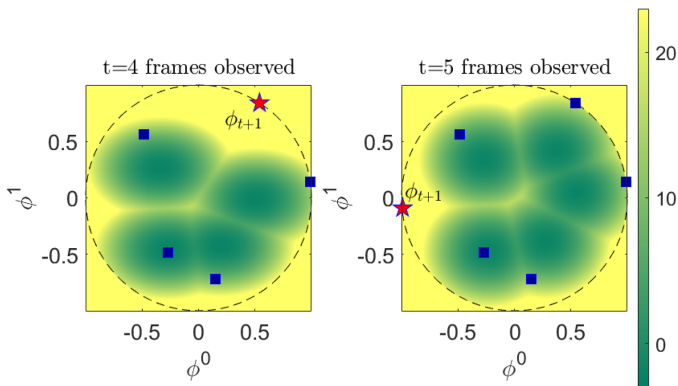 t=4 frames observed
t=5 frames observed
ϕ_{t+1}
ϕ_{t+1}
0.5
0
-0.5
ϕ^1
-0.5 0 0.5
ϕ^0
0.5
0
-0.5
ϕ^1
-0.5 0 0.5
ϕ^0
20
10
0